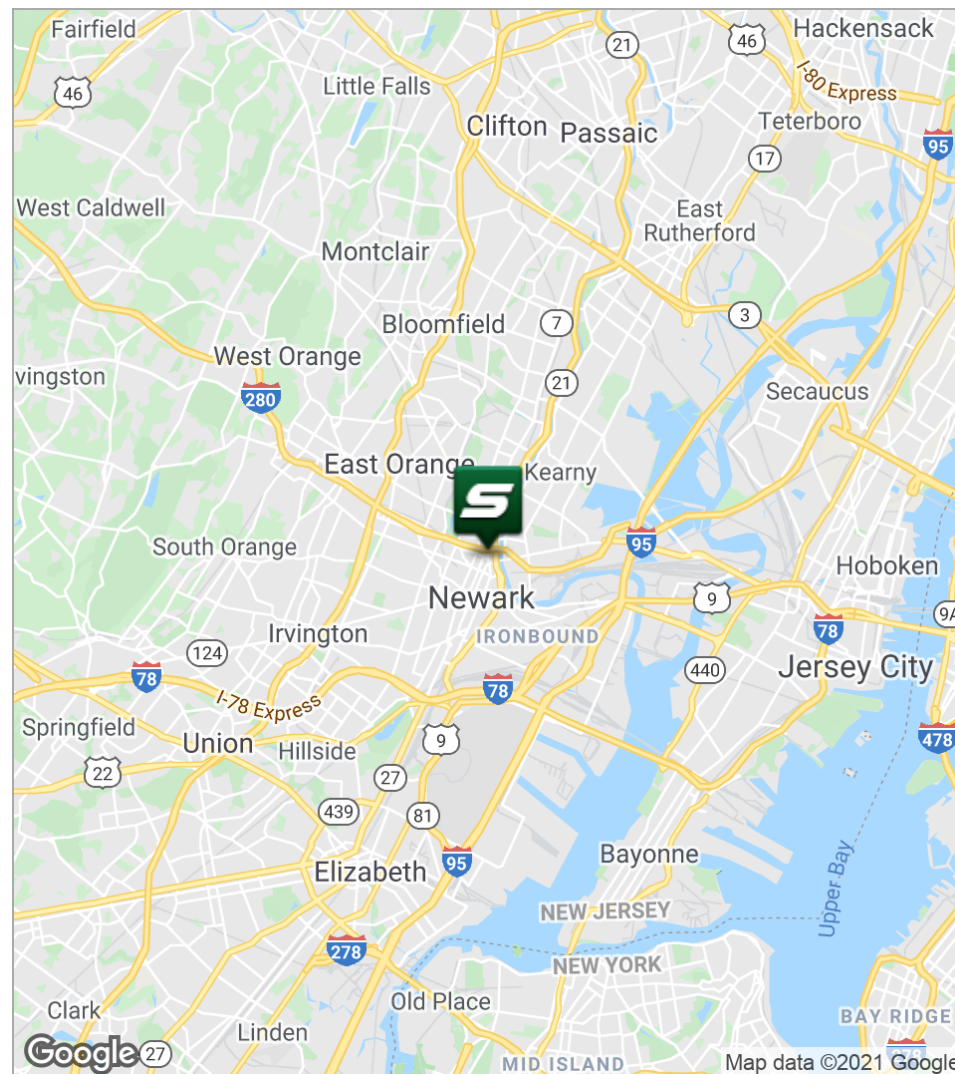 Fairfield
21
46
Hackensack
46
Little Falls
I-80 Express
Clifton
Passaic
Teterboro
95
17
West Caldwell
East
Rutherford
Montclair
3
Bloomfield
7
West Orange
vingston
21
Secaucus
280
East Orange
Kearny
S
South Orange
95
Hoboken
Newark
9
9A
IRONBOUND
78
Irvington
124
440
Jersey City
78
78
I-78 Express
Springfield
9
478
Union
Hillside
22
27
439
81
Upper Bay
Bayonne
95
Elizabeth
NEW JERSEY
278
NEW YORK
Old Place
Clark
BAY RIDGE
Linden
Google
27
278
MID ISLAND
Map data ©2021 Google